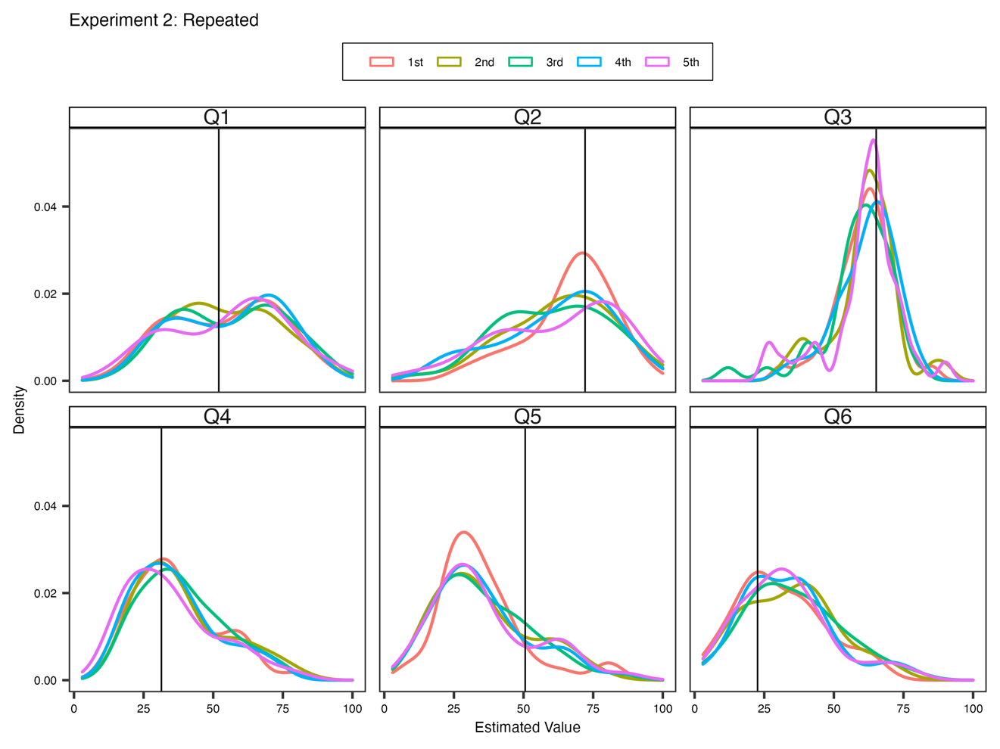 Experiment 2: Repeated
1st 2nd 3rd 4th 5th
Q1 Q2 Q3
0.04
0.02
0.00
Density
Q4 Q5 Q6
0.04
0.02
0.00
0 25 50 75 100 0 25 50 75 100 0 25 50 75 100
Estimated Value